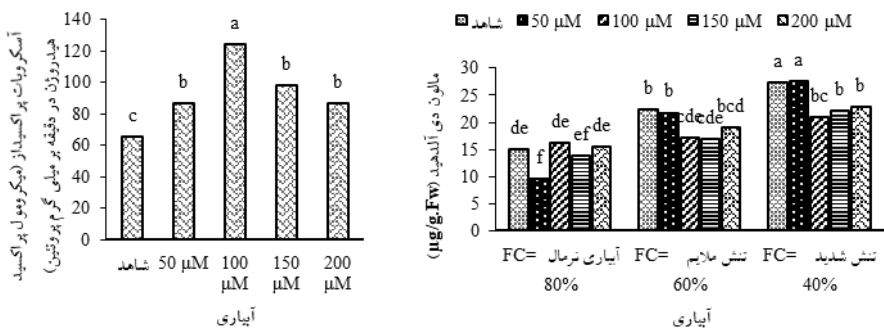 آسکوربات پراکسیداز (میکرومول پراکسید
هیدروژن در دقیقه بر میلی گرم پروتئین)
140
120
100
80
60
40
20
0
c
b
a
b
b
شاهد
50 µM
100
µM
150
µM
200
µM
آبیاری
شاهد 50 µM 100 µM 150 µM 200 µM
مالون دی آلدهید
(µg/g.Fw)
30
25
20
15
10
5
0
de
f
de
ef
de
b
b
cde
cde
bcd
a
a
bc
b
b
FC= آبیاری نرمال
80%
FC= تنش ملایم
60%
FC= تنش شدید
40%
آبیاری